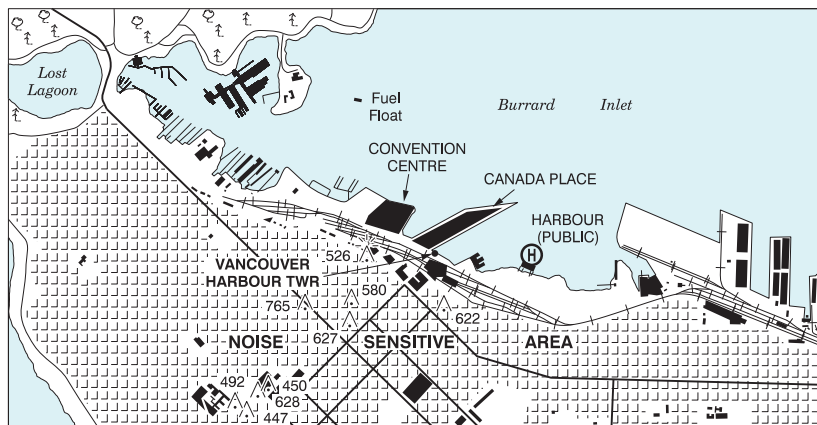 Lost
Lagoon
Fuel
Float
Burrard Inlet
CONVENTION
CENTRE
CANADA PLACE
HARBOUR
(PUBLIC)
H
526
VANCOUVER
HARBOUR TWR
580
765
622
627
NOISE SENSITIVE AREA
492
450
628
447